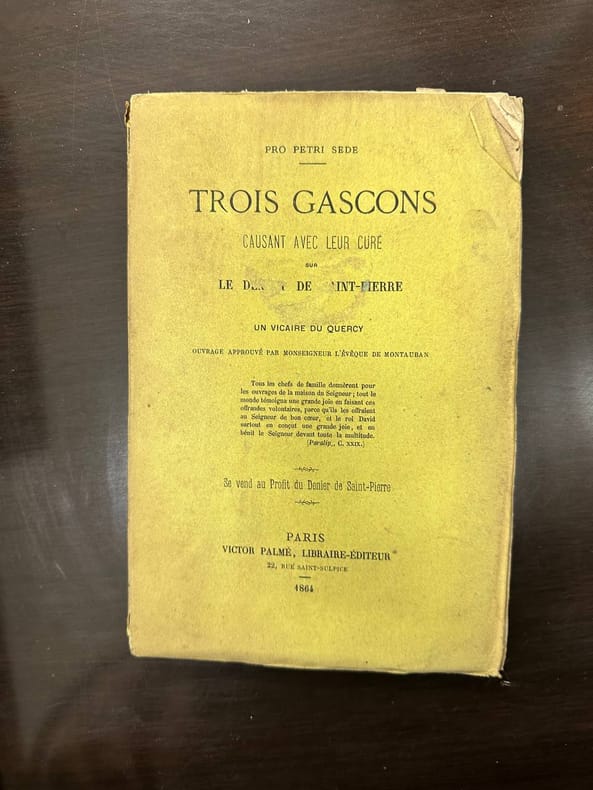 PRO PETRI SEDE
TROIS GASCONS
CAUSANT AVEC LEUR CURÉ
SUR
LE DE DE INT-PIERRE
UN VICAIRE DU QUERCY
OUVRAGE APPROUVÉ PAR MONSEIGNEUR L'ÉVÊQUE DE MONTAUBAN
Tous les chefs de famille donnèrent pour
les ouvrages de la maison du Seigneur; tout le
monde témoigna une grande joie en faisant ces
offrandes volontaires, parce qu'ils les offraient
au Seigneur de bon cœur, et le roi David
surtout en conçut une grande joie, et en
bénit le Seigneur devant toute la multitude.
(Paralip., C. XXIX.)
Se vend au Profit du Denier de Saint-Pierre
PARIS
VICTOR PALMÉ, LIBRAIRE-ÉDITEUR
22, RUE SAINT-SULPICE
1864